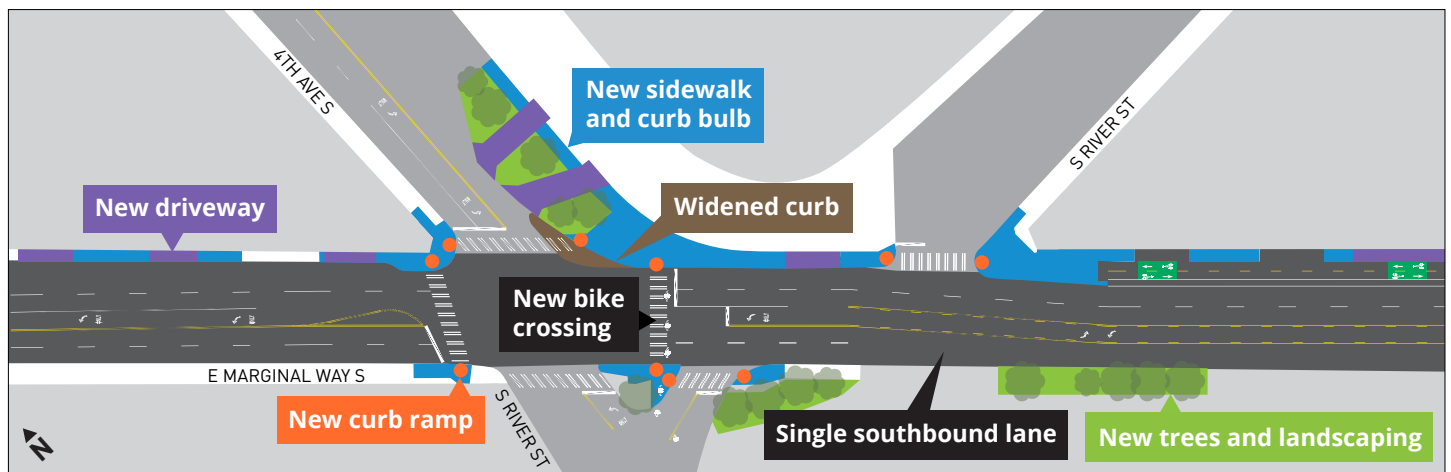 4TH AVE S
New sidewalk
and curb bulb
S RIVER ST
New driveway
Widened curb
New bike
crossing
E MARGINAL WAY S
New curb ramp
S RIVER ST
Single southbound lane
New trees and landscaping
N